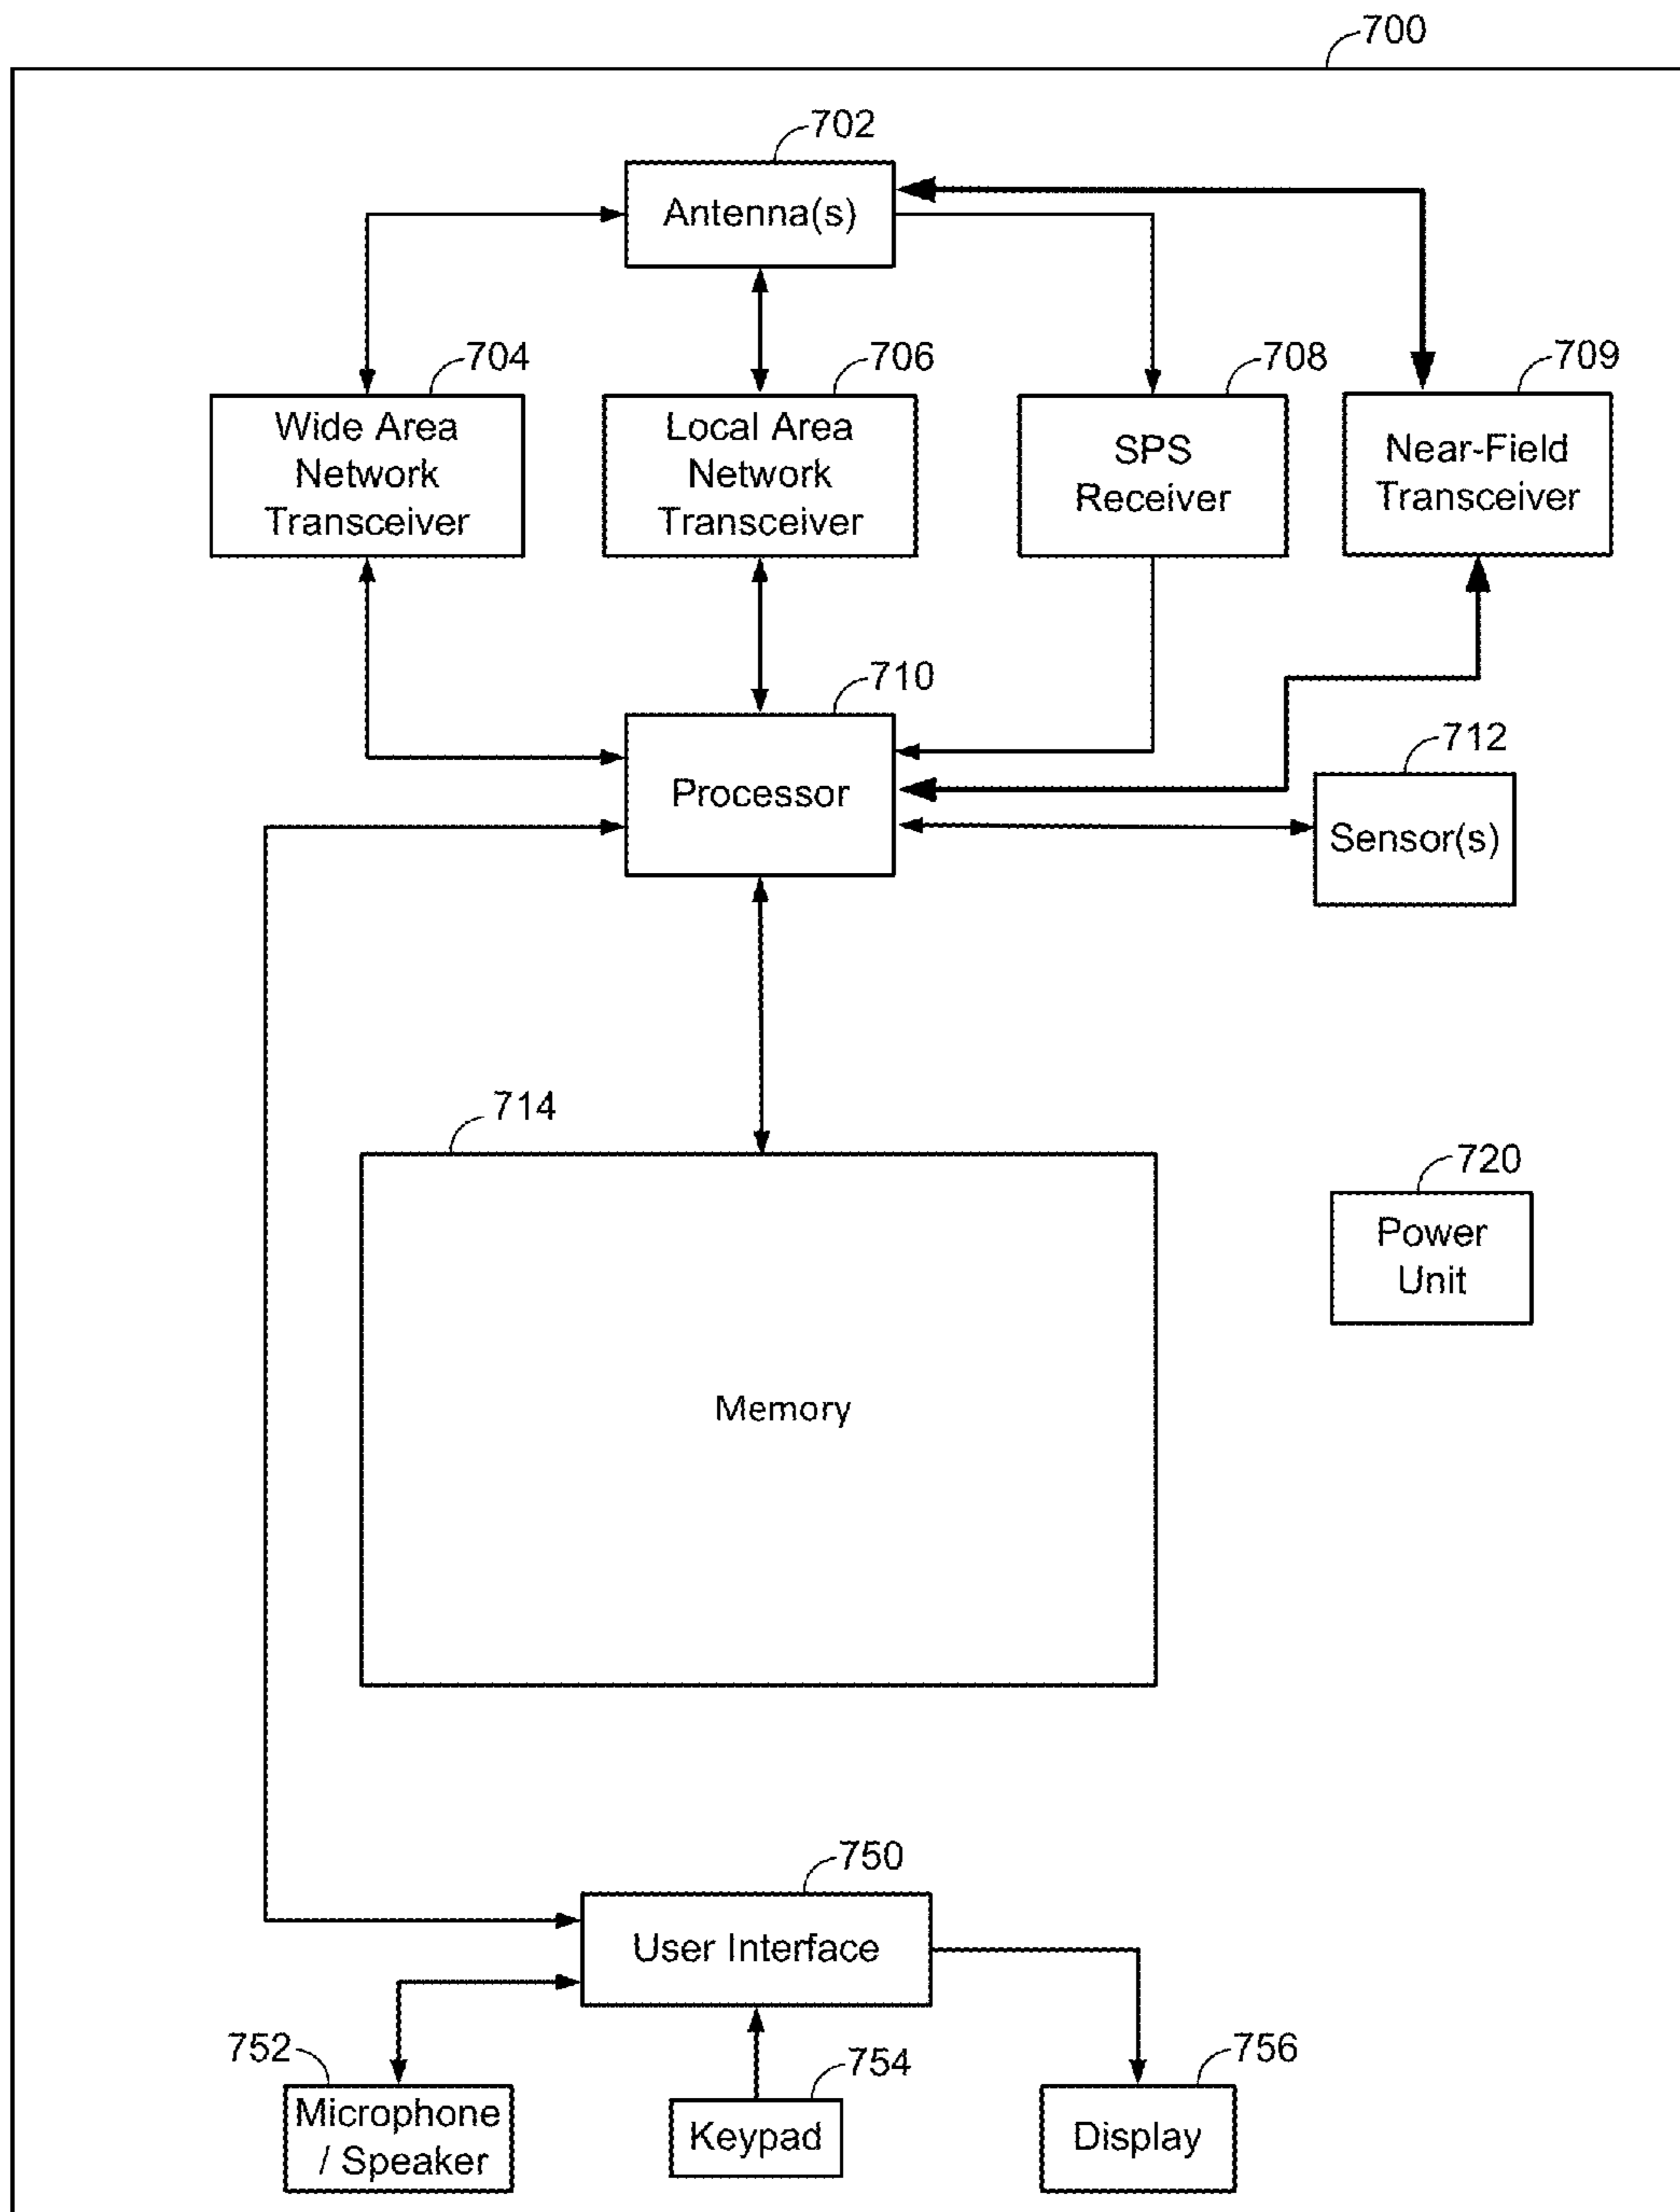 700
702
Antenna(s)
704
706
708
709
Wide Area
Network
Transceiver
Local Area
Network
Transceiver
SPS
Receiver
Near-Field
Transceiver
710
Processor
712
Sensor(s)
714
Memory
720
Power
Unit
750
User Interface
752
Microphone
/ Speaker
754
Keypad
756
Display